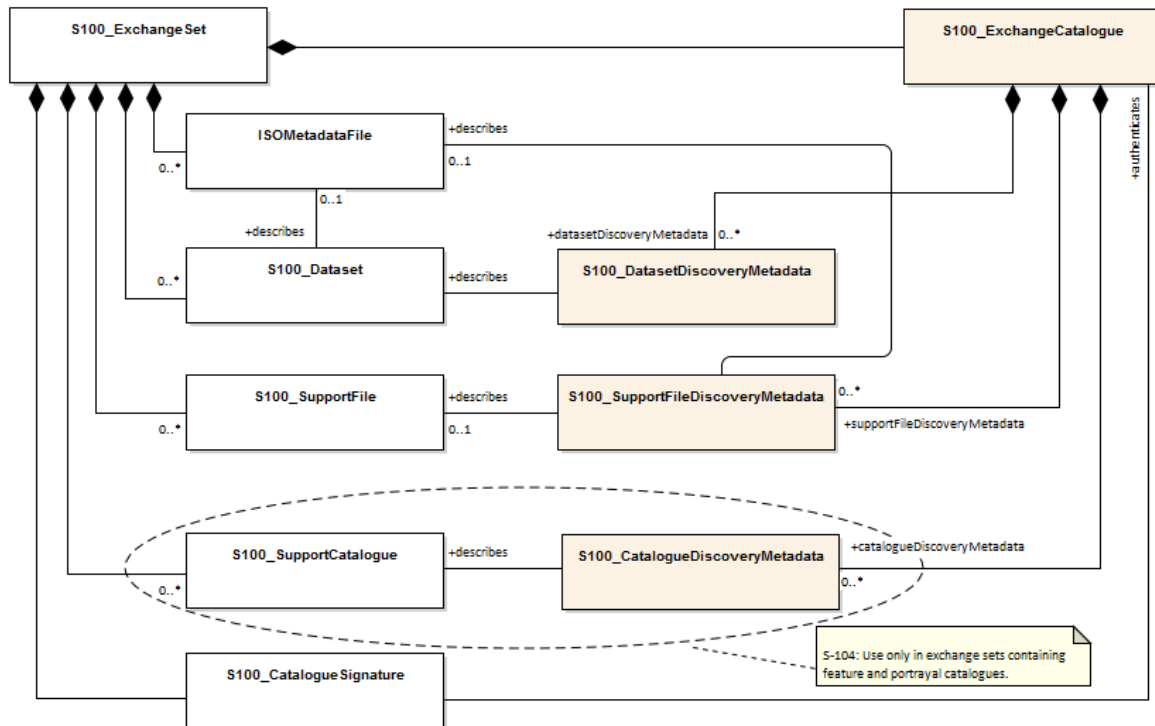 S100_ExchangeSet
S100_ExchangeCatalogue
+authenticates
ISOMetadataFile
+describes
0..1
0..*
0..1
+describes
+datasetDiscoveryMetadata
0..*
S100_Dataset
+describes
S100_DatasetDiscoveryMetadata
0..*
S100_SupportFile
+describes
S100_SupportFileDiscoveryMetadata
0..*
0..*
0..1
+supportFileDiscoveryMetadata
S100_SupportCatalogue
+describes
S100_CatalogueDiscoveryMetadata
+catalogueDiscoveryMetadata
0..*
0..*
S-104: Use only in exchange sets containing
feature and portrayal catalogues.
S100_CatalogueSignature